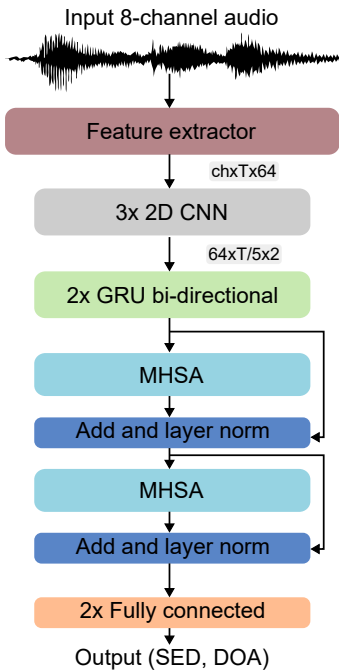 Input 8-channel audio
Feature extractor
chxTx64
3x 2D CNN
64xT/5x2
2x GRU bi-directional
MHSA
Add and layer norm
MHSA
Add and layer norm
2x Fully connected
Output (SED, DOA)